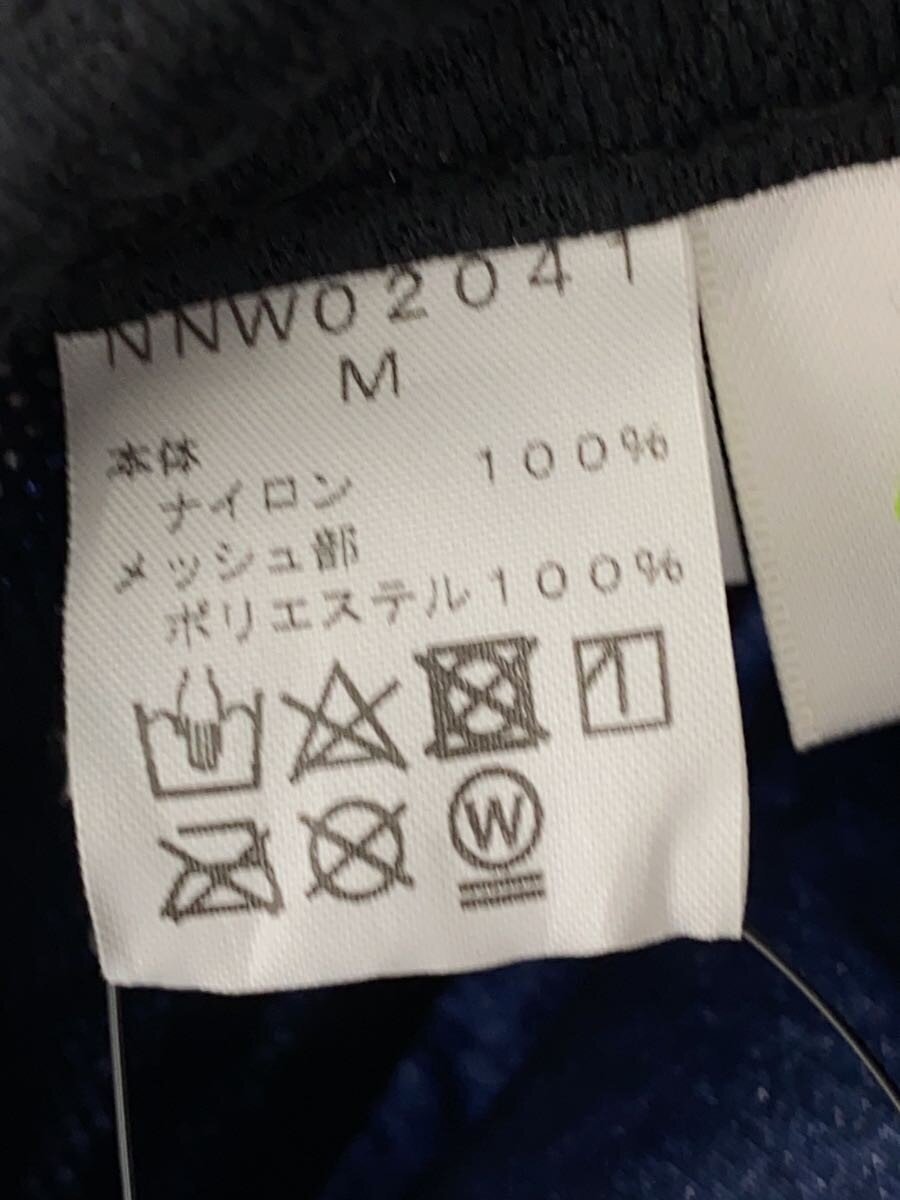 NNW02041
M
本体
ナイロン 100%
メッシュ部
ポリエステル100%
W